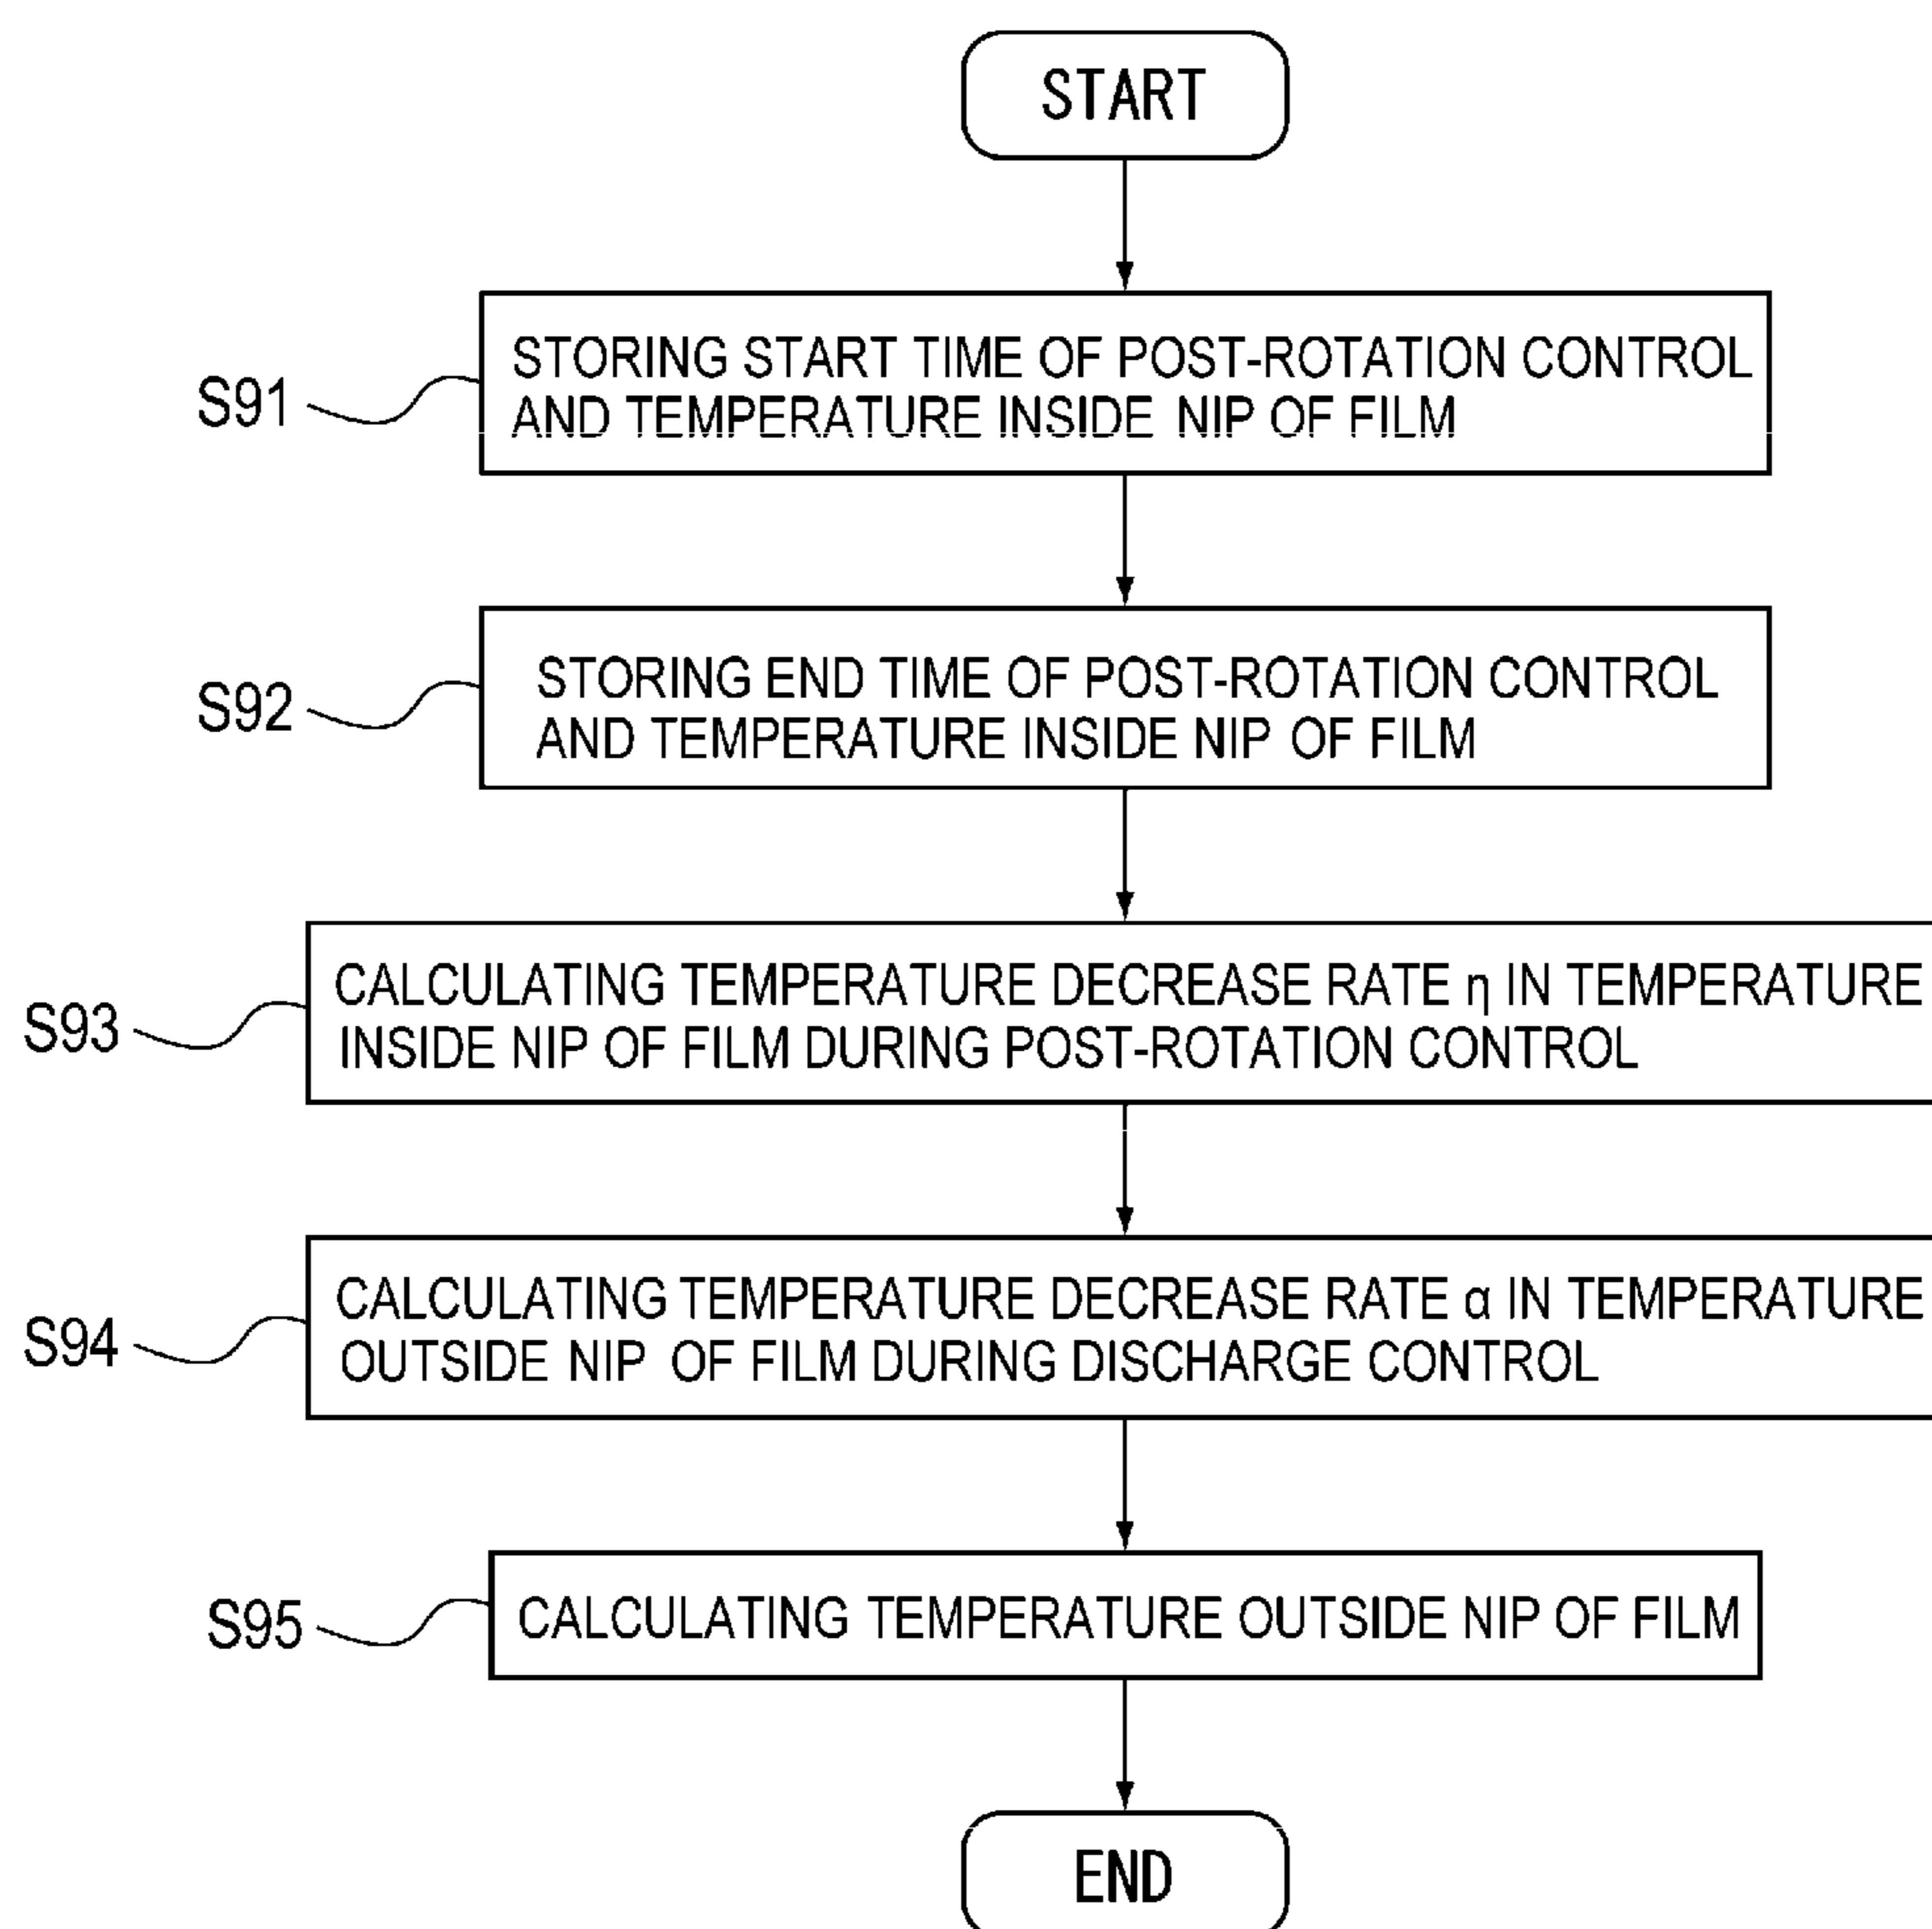 START
S91
STORING START TIME OF POST-ROTATION CONTROL
AND TEMPERATURE INSIDE NIP OF FILM
S92
STORING END TIME OF POST-ROTATION CONTROL
AND TEMPERATURE INSIDE NIP OF FILM
S93
CALCULATING TEMPERATURE DECREASE RATE η IN TEMPERATURE
INSIDE NIP OF FILM DURING POST-ROTATION CONTROL
S94
CALCULATING TEMPERATURE DECREASE RATE α IN TEMPERATURE
OUTSIDE NIP OF FILM DURING DISCHARGE CONTROL
S95
CALCULATING TEMPERATURE OUTSIDE NIP OF FILM
END